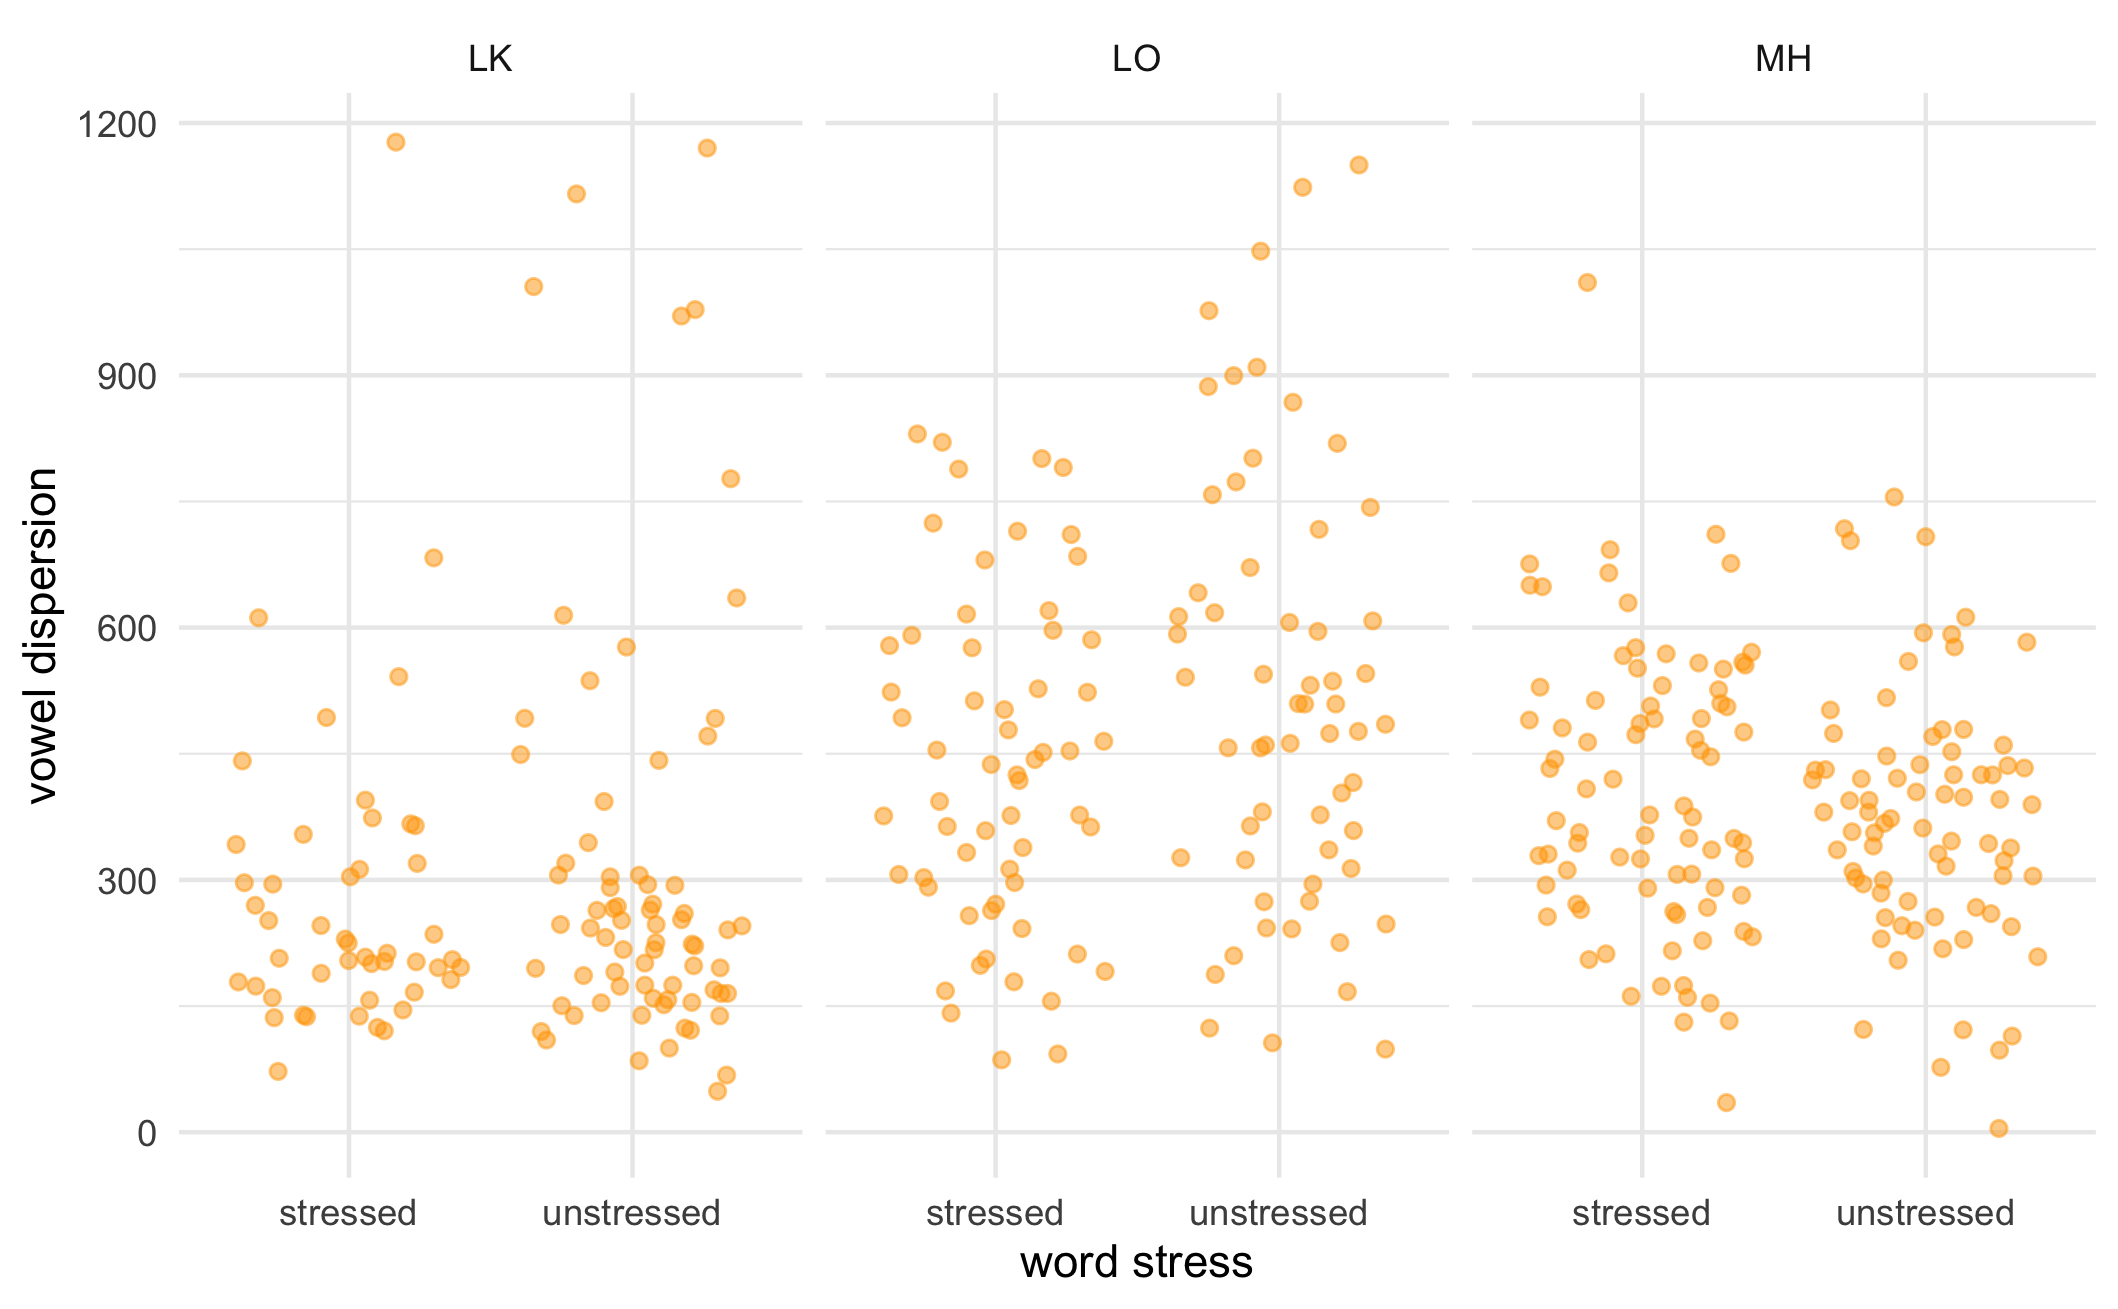 LK LO MH
1200
900
600
300
0
vowel dispersion
stressed unstressed stressed unstressed stressed unstressed
word stress